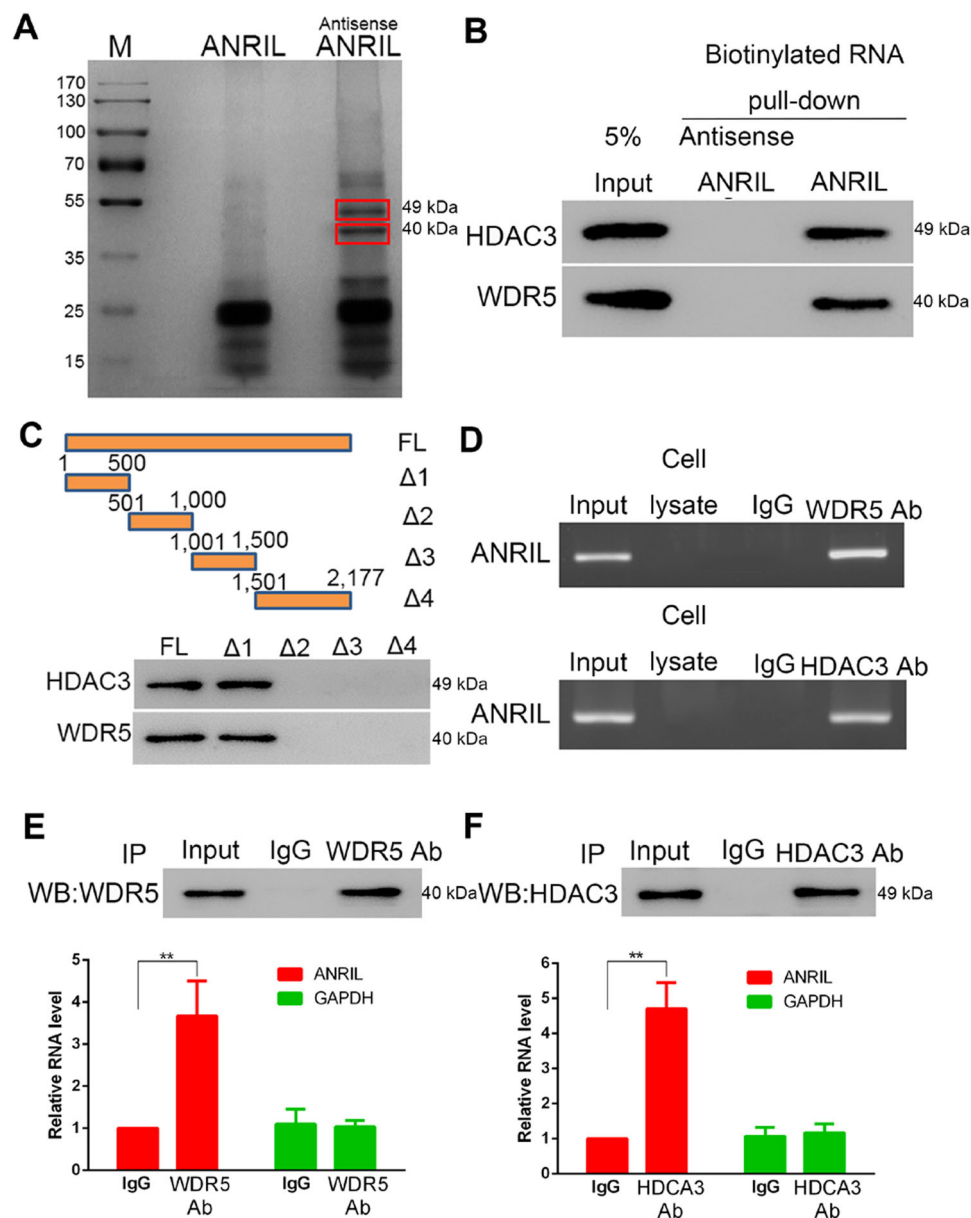 A
M
ANRIL
Antisense
ANRIL
170
130
100
70
55
35
25
15
49 kDa
40 kDa
B
Biotinylated RNA
pull-down
5%
Antisense
Input
ANRIL
ANRIL
HDAC3
49 kDa
WDR5
40 kDa
C
FL
1 500
Δ1
501 1,000
Δ2
1,001 1,500
Δ3
1,501 2,177
Δ4
FL Δ1 Δ2 Δ3 Δ4
HDAC3
49 kDa
WDR5
40 kDa
D
Cell
Input lysate IgG WDR5 Ab
ANRIL
Cell
Input lysate IgG HDAC3 Ab
ANRIL
E
IP Input IgG WDR5 Ab
WB:WDR5
40 kDa
**
ANRIL
GAPDH
Relative RNA level
5
4
3
2
1
0
IgG
WDR5
Ab
IgG
WDR5
Ab
F
IP Input IgG HDAC3 Ab
WB:HDAC3
49 kDa
**
ANRIL
GAPDH
Relative RNA level
6
5
4
3
2
1
0
IgG
HDCA3
Ab
IgG
HDCA3
Ab